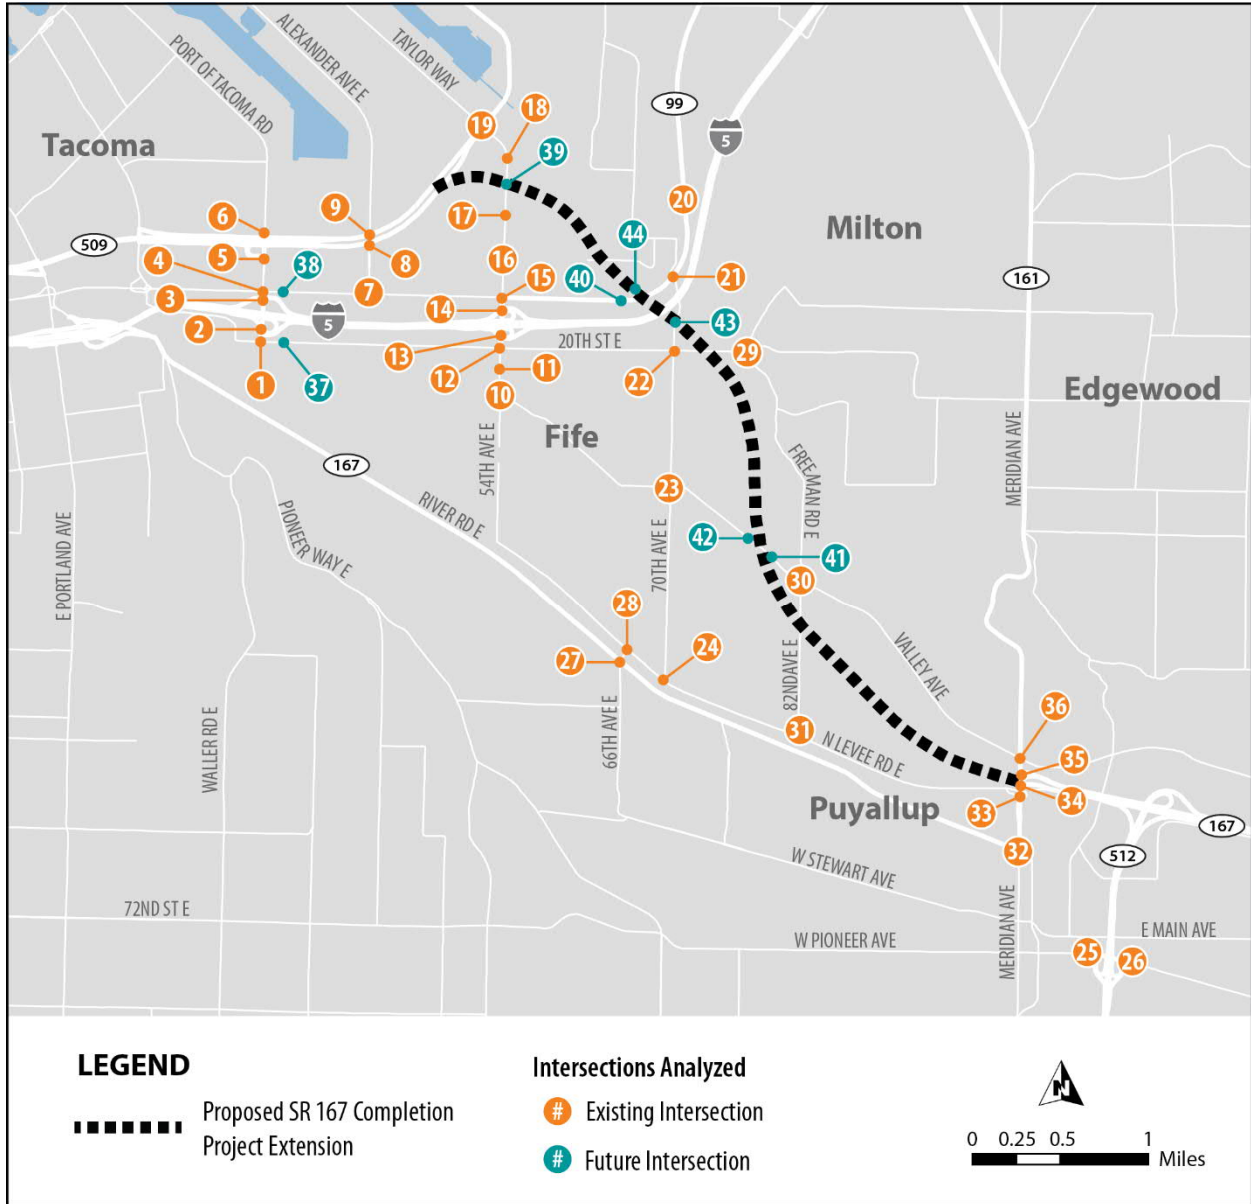 ALEXANDER AVE E
TAYLOR WAY
PORT OF TACOMA RD
99
18
19
5
Tacoma
39
20
6
9
17
Milton
44
509
5
16
4
38
8
21
161
3
7
15
40
14
5
43
2
20TH ST E
13
29
1
37
12
11
22
10
Edgewood
Fife
MERIDIAN AVE
167
54TH AVE E
FREEMAN RD E
RIVER RD E
23
PIONEER WAY E
42
41
E PORTLAND AVE
70TH AVE E
30
28
24
27
VALLEY AVE
82ND AVE E
WALLER RD E
66TH AVE E
31
36
N LEVEE RD E
35
33
34
Puyallup
167
32
512
W STEWART AVE
72ND ST E
E MAIN AVE
W PIONEER AVE
MERIDIAN AVE
25
26
LEGEND
Proposed SR 167 Completion
Project Extension
Intersections Analyzed
# Existing Intersection
# Future Intersection
N
0 0.25 0.5 1
Miles